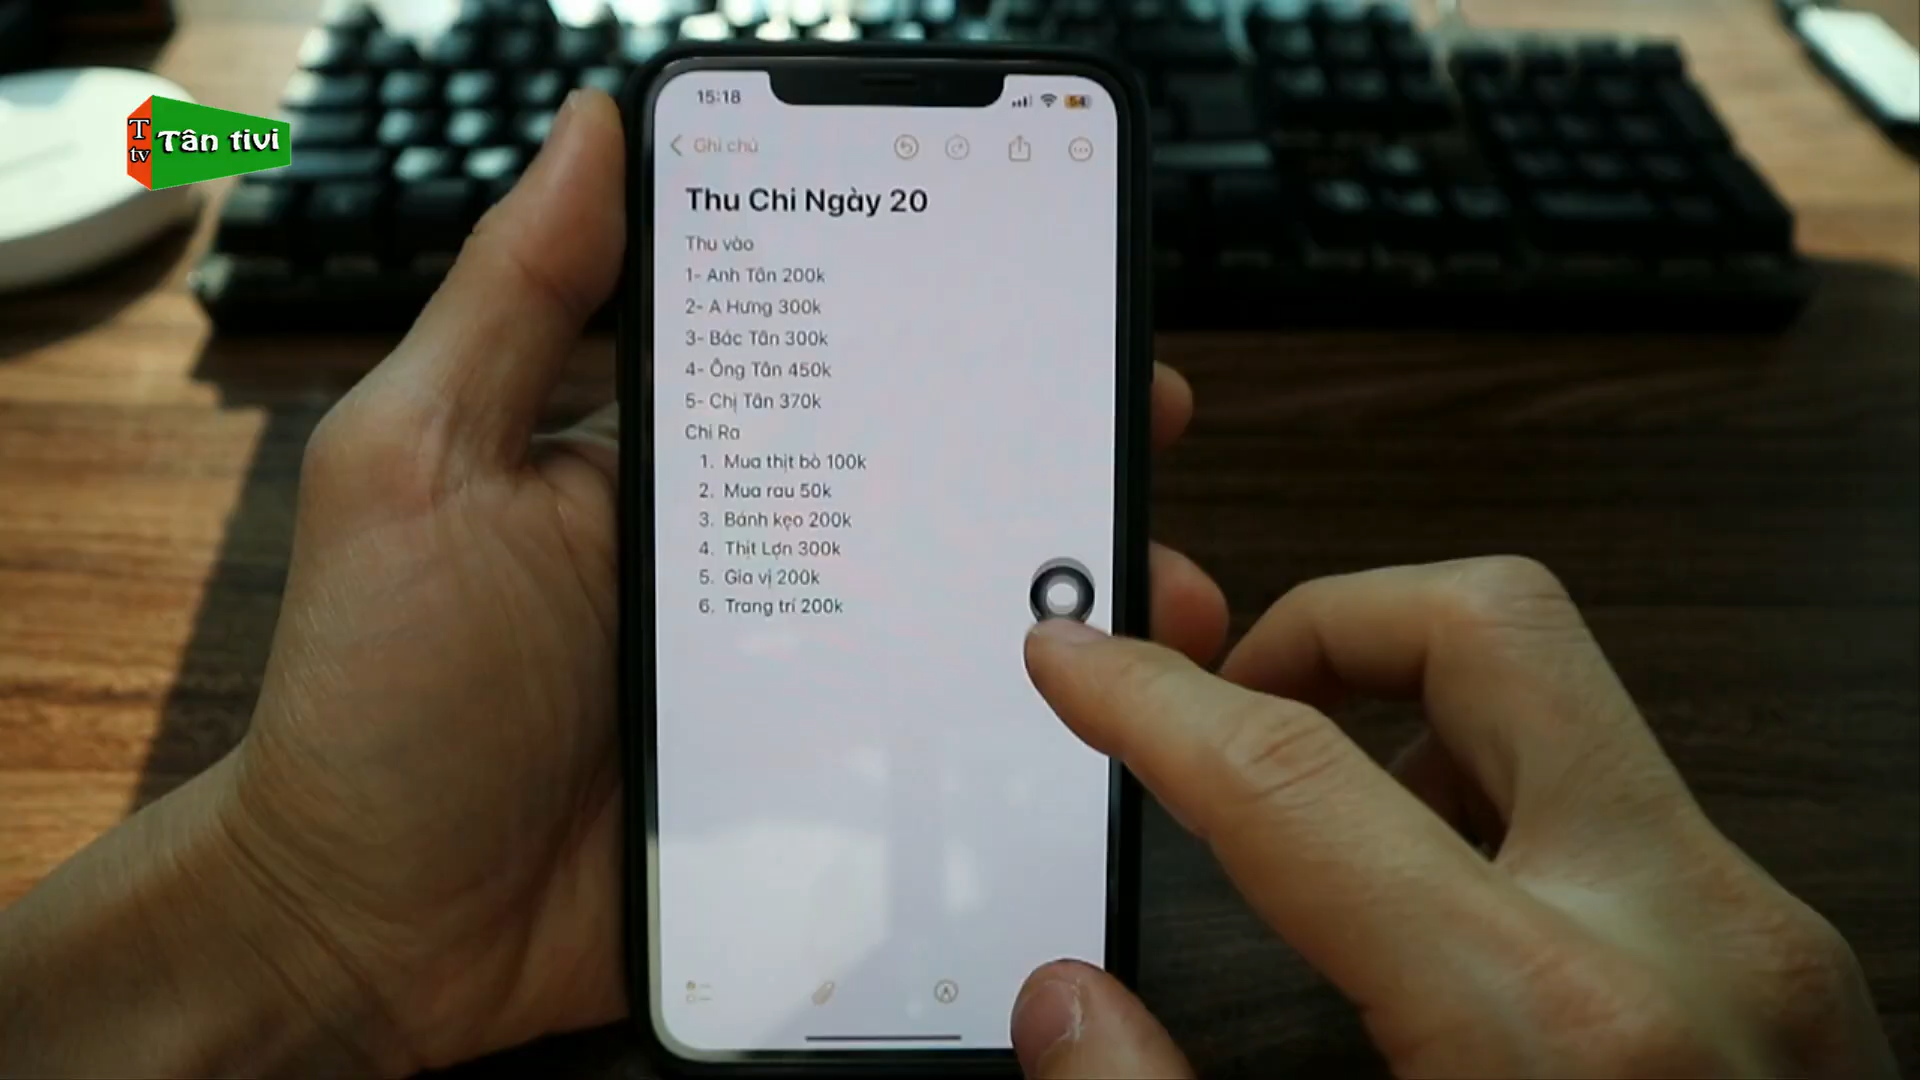 T
tv
Tân tivi
15:18
54
Ghi chú
Thu Chi Ngày 20
Thu vào
1- Anh Tân 200k
2- A Hưng 300k
3- Bác Tân 300k
4- Ông Tân 450k
5- Chị Tân 370k
Chi Ra
1. Mua thịt bò 100k
2. Mua rau 50k
3. Bánh kẹo 200k
4. Thịt Lợn 300k
5. Gia vị 200k
6. Trang trí 200k